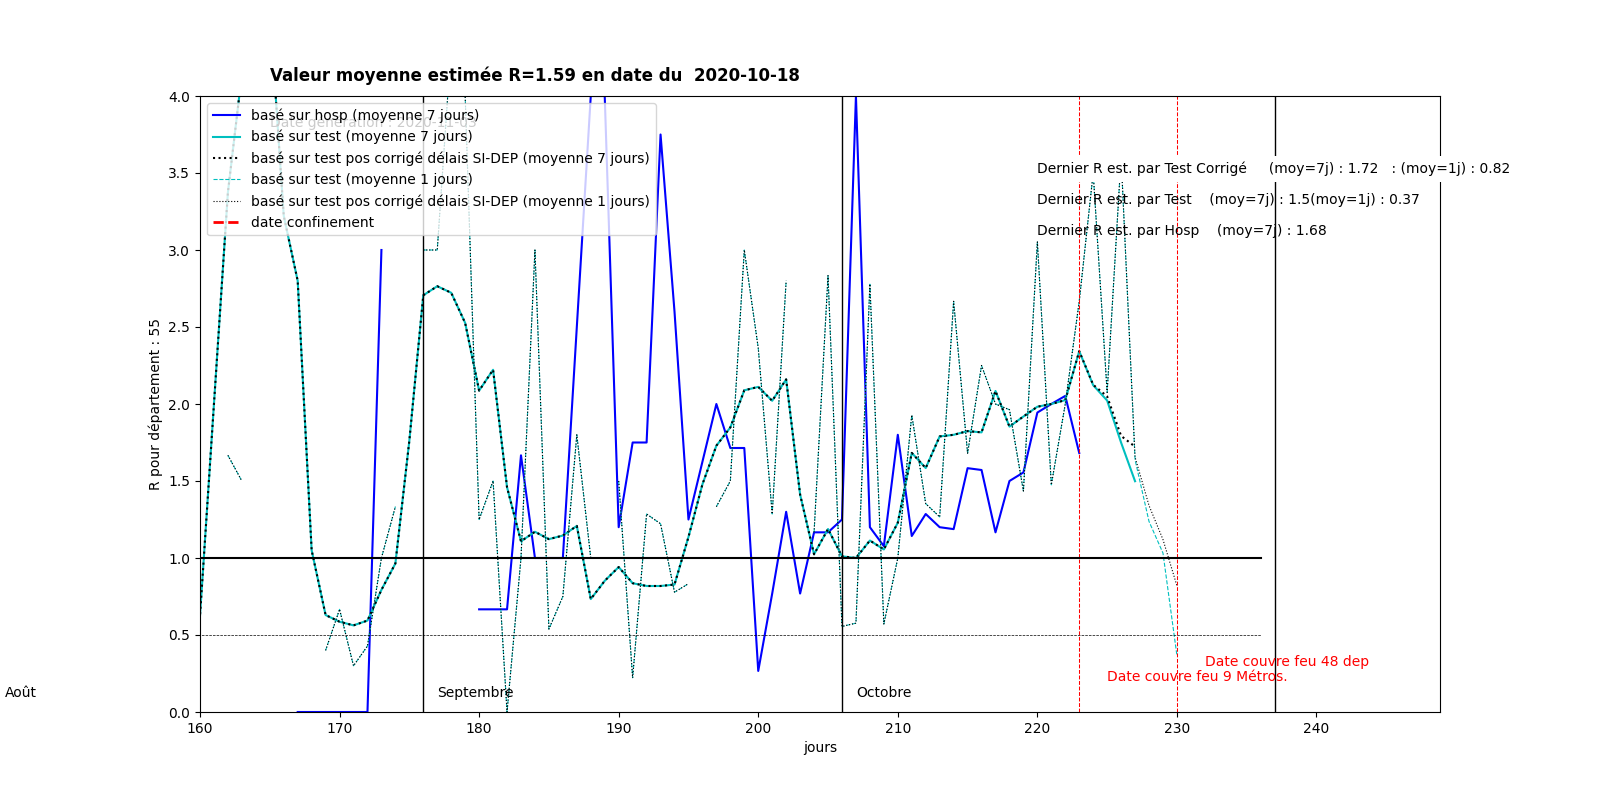 Valeur moyenne estimée R=1.59 en date du  2020-10-18
Date génération : 2020-11-03
basé sur hosp (moyenne 7 jours)
basé sur test (moyenne 7 jours)
basé sur test pos corrigé délais SI-DEP (moyenne 7 jours)
basé sur test (moyenne 1 jours)
basé sur test pos corrigé délais SI-DEP (moyenne 1 jours)
date confinement
Dernier R est. par Test Corrigé     (moy=7j) : 1.72   : (moy=1j) : 0.82
Dernier R est. par Test    (moy=7j) : 1.5(moy=1j) : 0.37
Dernier R est. par Hosp    (moy=7j) : 1.68
4.0
3.5
3.0
2.5
2.0
1.5
1.0
0.5
0.0
R pour département : 55
Date couvre feu 48 dep
Date couvre feu 9 Métros.
Août
Septembre
Octobre
160 170 180 190 200 210 220 230 240
jours